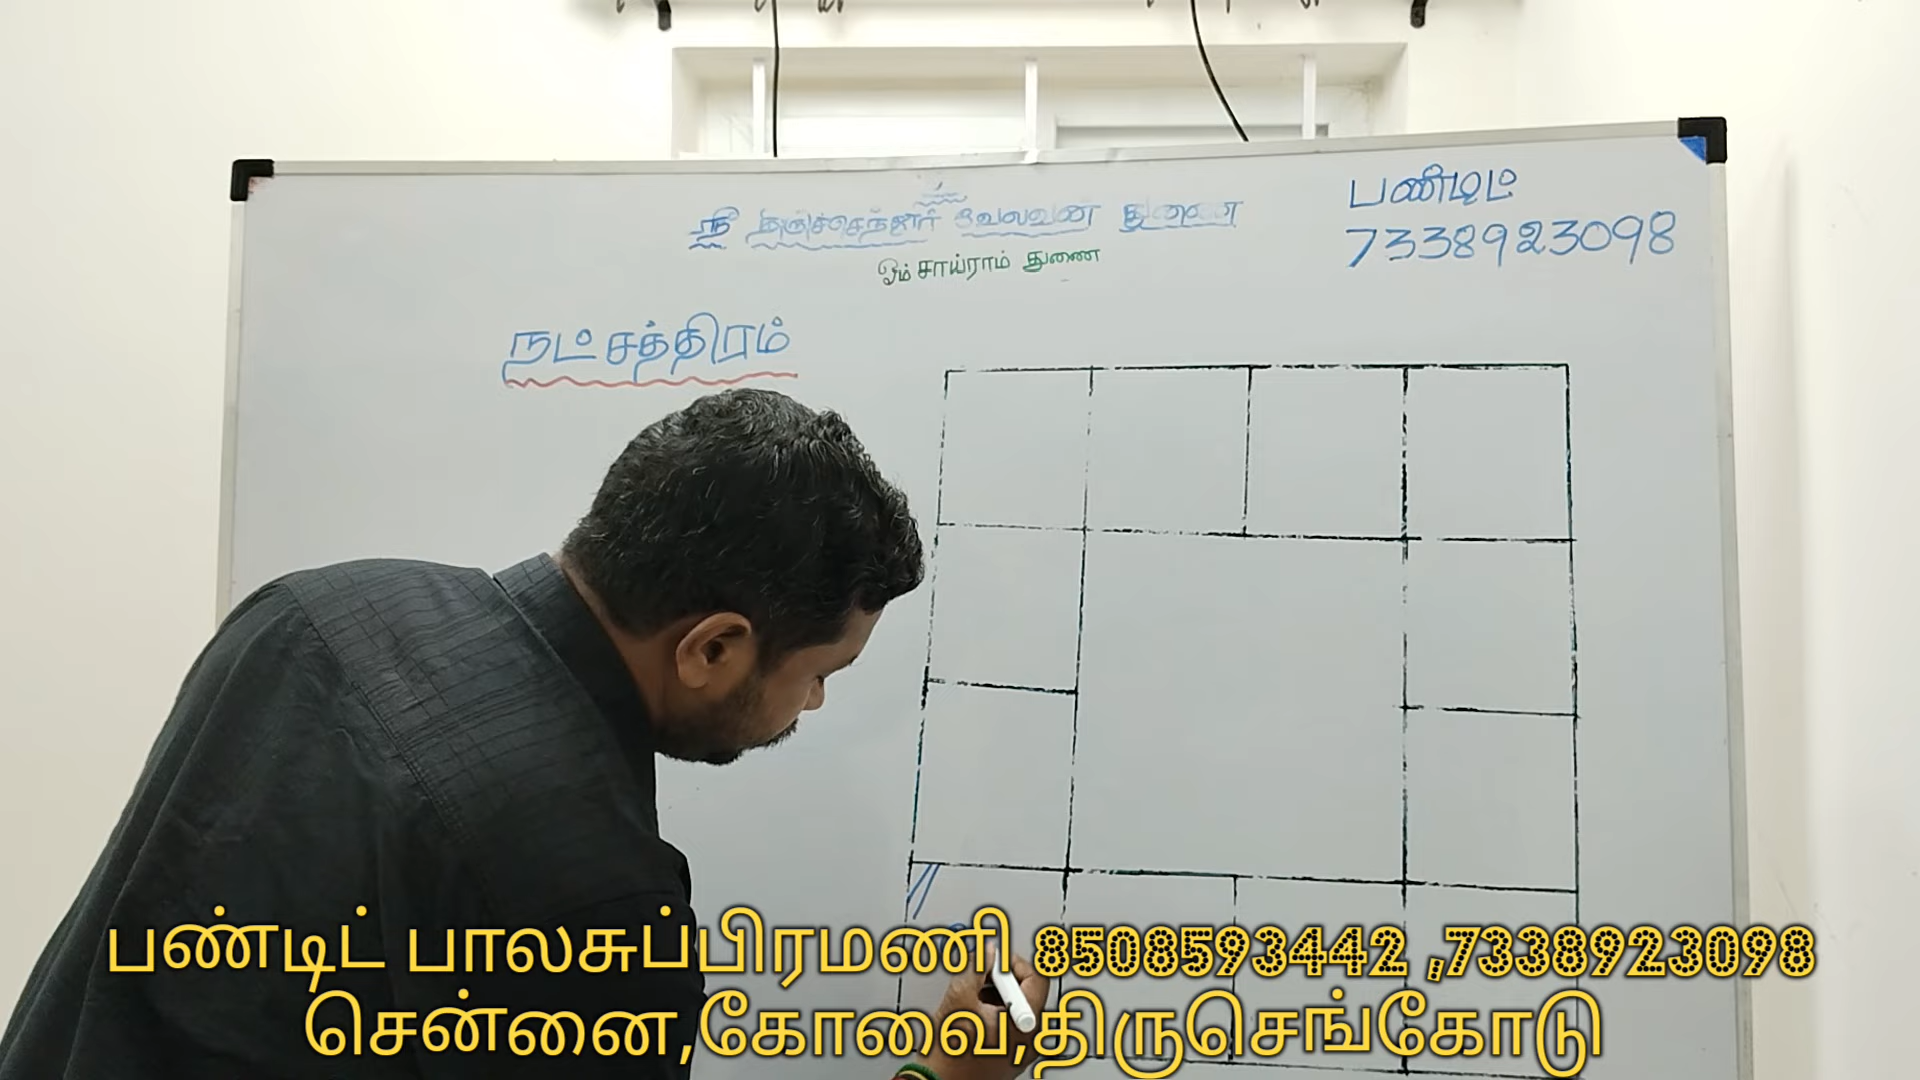 ஸ்ரீ திருச்செந்தூர் வேலவன் துணை
ஓம் சாய்ராம் துணை
பண்டிட்
7338923098
நட்சத்திரம்
பண்டிட் பாலசுப்பிரமணி 8508593442 ,7338923098
சென்னை,கோவை,திருசெங்கோடு